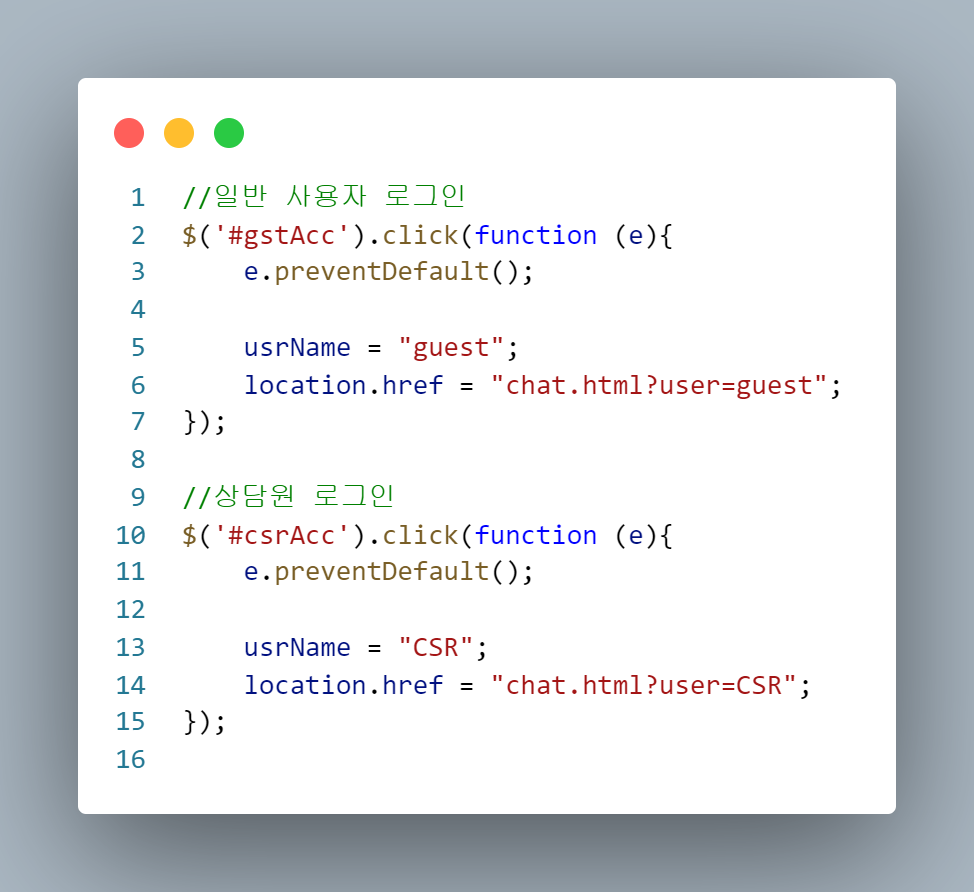 1 //일반 사용자 로그인
2 $('#gstAcc').click(function (e){
3     e.preventDefault();
4
5     usrName = "guest";
6     location.href = "chat.html?user=guest";
7 });
8
9 //상담원 로그인
10 $('#csrAcc').click(function (e){
11     e.preventDefault();
12
13     usrName = "CSR";
14     location.href = "chat.html?user=CSR";
15 });
16